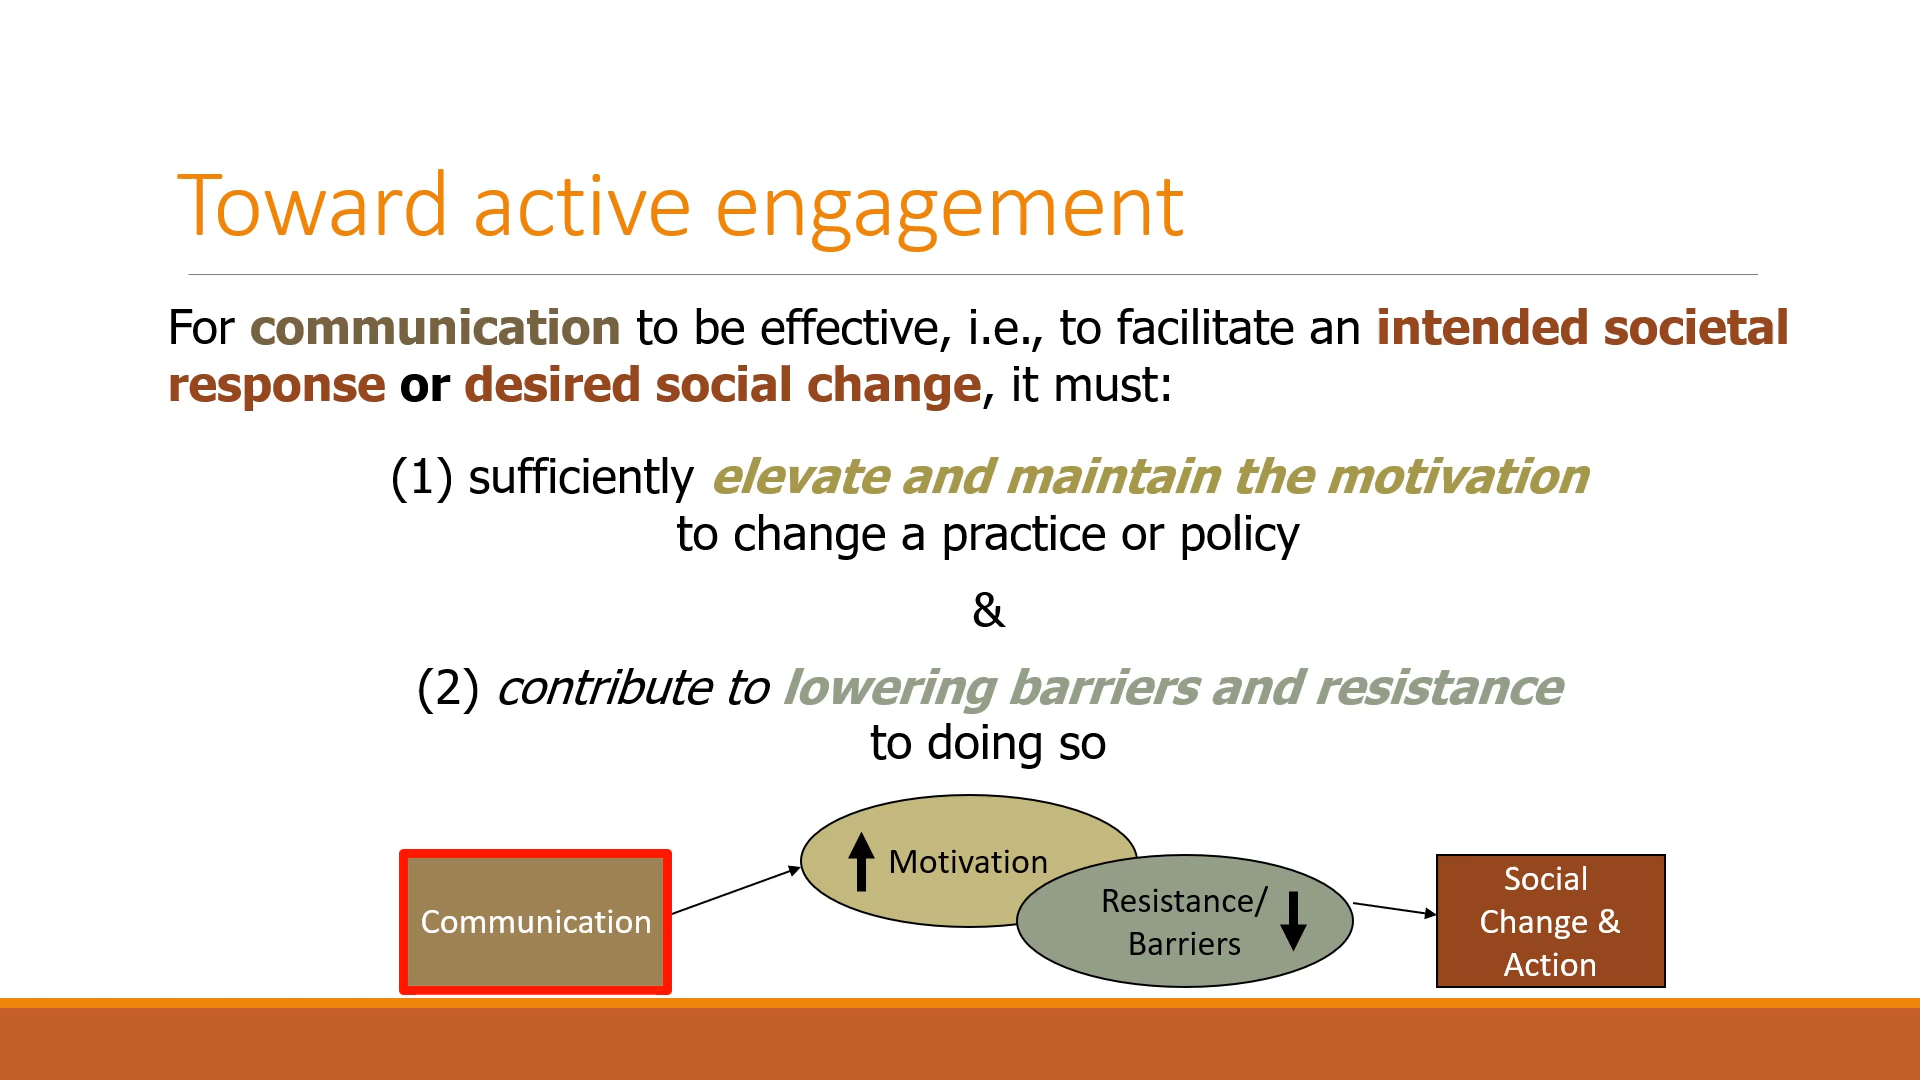 Toward active engagement
For communication to be effective, i.e., to facilitate an intended societal
response or desired social change, it must:
(1) sufficiently elevate and maintain the motivation
to change a practice or policy
&
(2) contribute to lowering barriers and resistance
to doing so
Communication
Motivation
Resistance/
Barriers
Social
Change &
Action